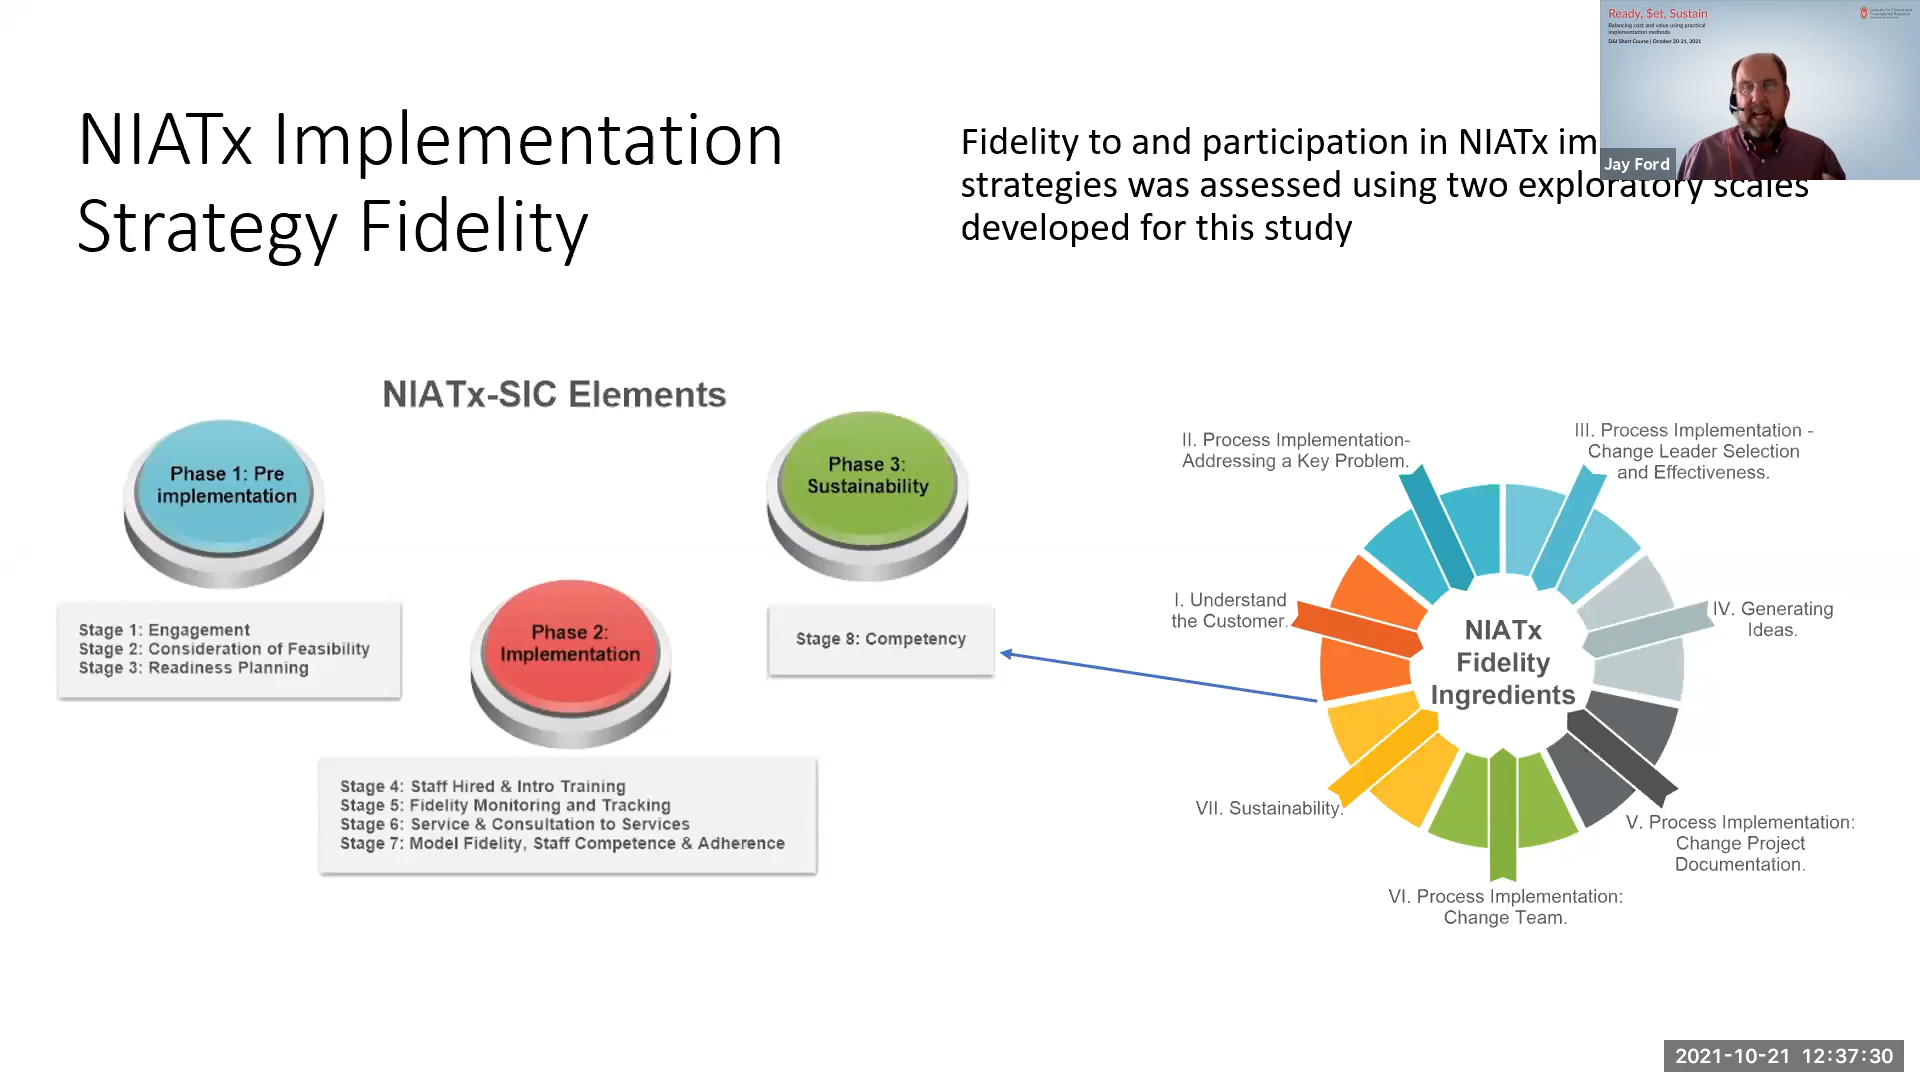 Ready, $et, Sustain
Balancing cost and value using practical
implementation methods
D&I Short Course | October 20-21, 2021
Jay Ford
NIATx Implementation
Strategy Fidelity
Fidelity to and participation in NIATx im
strategies was assessed using two exploratory scales
developed for this study
NIATx-SIC Elements
Phase 1: Pre
implementation
Stage 1: Engagement
Stage 2: Consideration of Feasibility
Stage 3: Readiness Planning
Phase 2:
Implementation
Stage 4: Staff Hired & Intro Training
Stage 5: Fidelity Monitoring and Tracking
Stage 6: Service & Consultation to Services
Stage 7: Model Fidelity, Staff Competence & Adherence
Phase 3:
Sustainability
Stage 8: Competency
NIATx
Fidelity
Ingredients
I. Understand
the Customer.
II. Process Implementation-
Addressing a Key Problem.
III. Process Implementation -
Change Leader Selection
and Effectiveness.
IV. Generating
Ideas.
V. Process Implementation:
Change Project
Documentation.
VI. Process Implementation:
Change Team.
VII. Sustainability.
2021-10-21 12:37:30